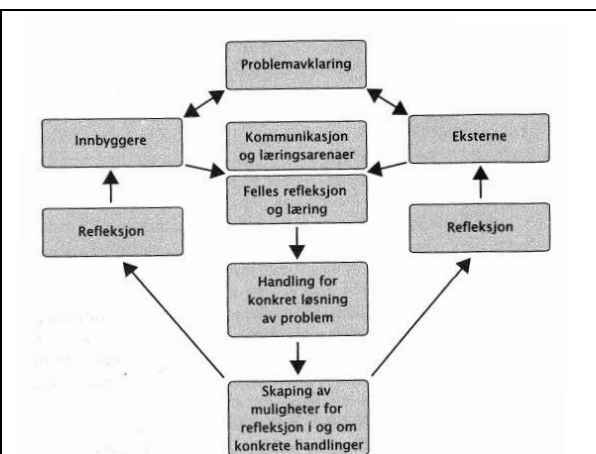 Problemavklaring
Innbyggere
Kommunikasjon
og læringsarenaer
Eksterne
Felles refleksjon
og læring
Refleksjon
Refleksjon
Handling for
konkret løsning
av problem
Skaping av
muligheter for
refleksjon i og om
konkrete handlinger